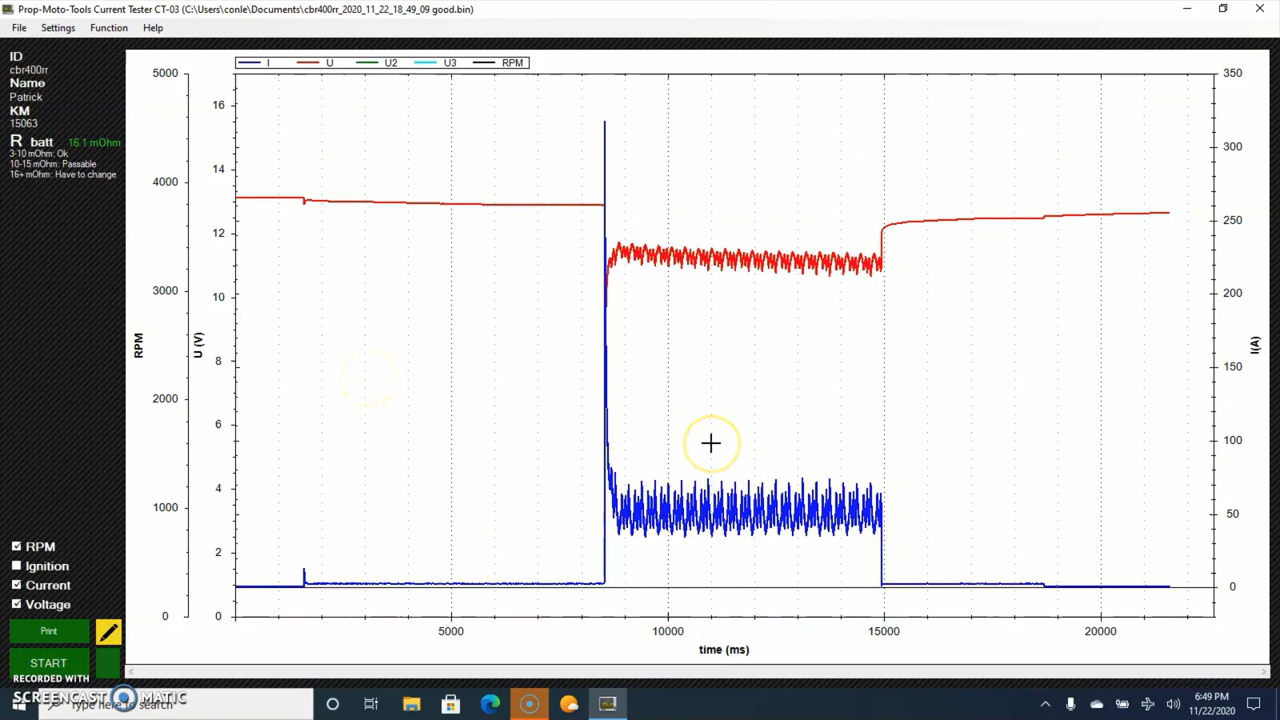 Prop-Moto-Tools Current Tester CT-03 (C:\Users\conle\Documents\cbr400rr_2020_11_22_18_49_09 good.bin)
File Settings Function Help
ID
cbr400rr
Name
Patrick
KM
15063
R batt 16.1 mOhm
3-10 mOhm: Ok
10-15 mOhm: Passable
16+ mOhm: Have to change
I U U2 U3 RPM
5000
4000
3000
2000
1000
0
RPM
16
14
12
10
8
6
4
2
0
U (V)
350
300
250
200
150
100
50
0
I(A)
5000 10000 15000 20000
time (ms)
RPM
Ignition
Current
Voltage
Print
START
RECORDED WITH
SCREENCAST MATIC
Type here to search
6:49 PM
11/22/2020